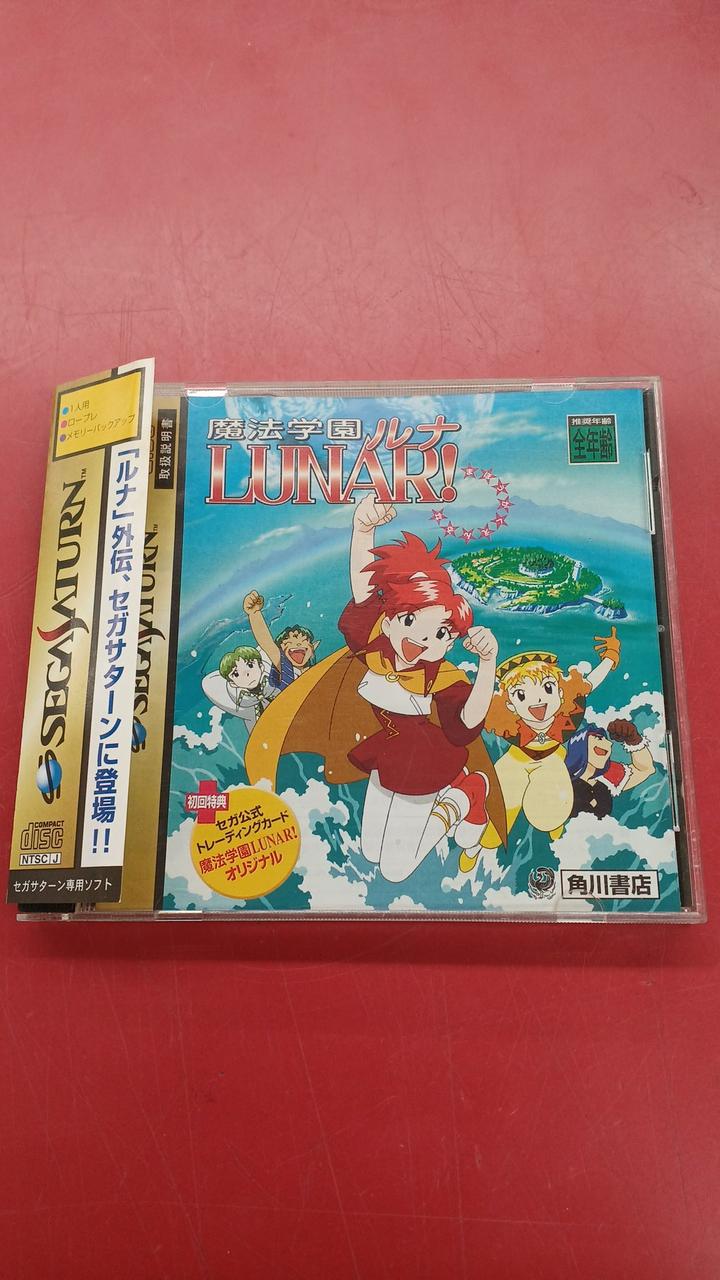 ●1人用
●ロープレ
●メモリーバックアップ
SEGA SATURN™
COMPACT
disc
NTSC J
セガサターン専用ソフト
「ルナ」外伝、セガサターンに登場!!
取扱説明書
SEGA SATURN™
魔法学園ルナ
LUNAR!
推奨年齢
全年齢
初回特典
セガ公式
トレーディングカード
魔法学園LUNAR!
オリジナル
角川書店